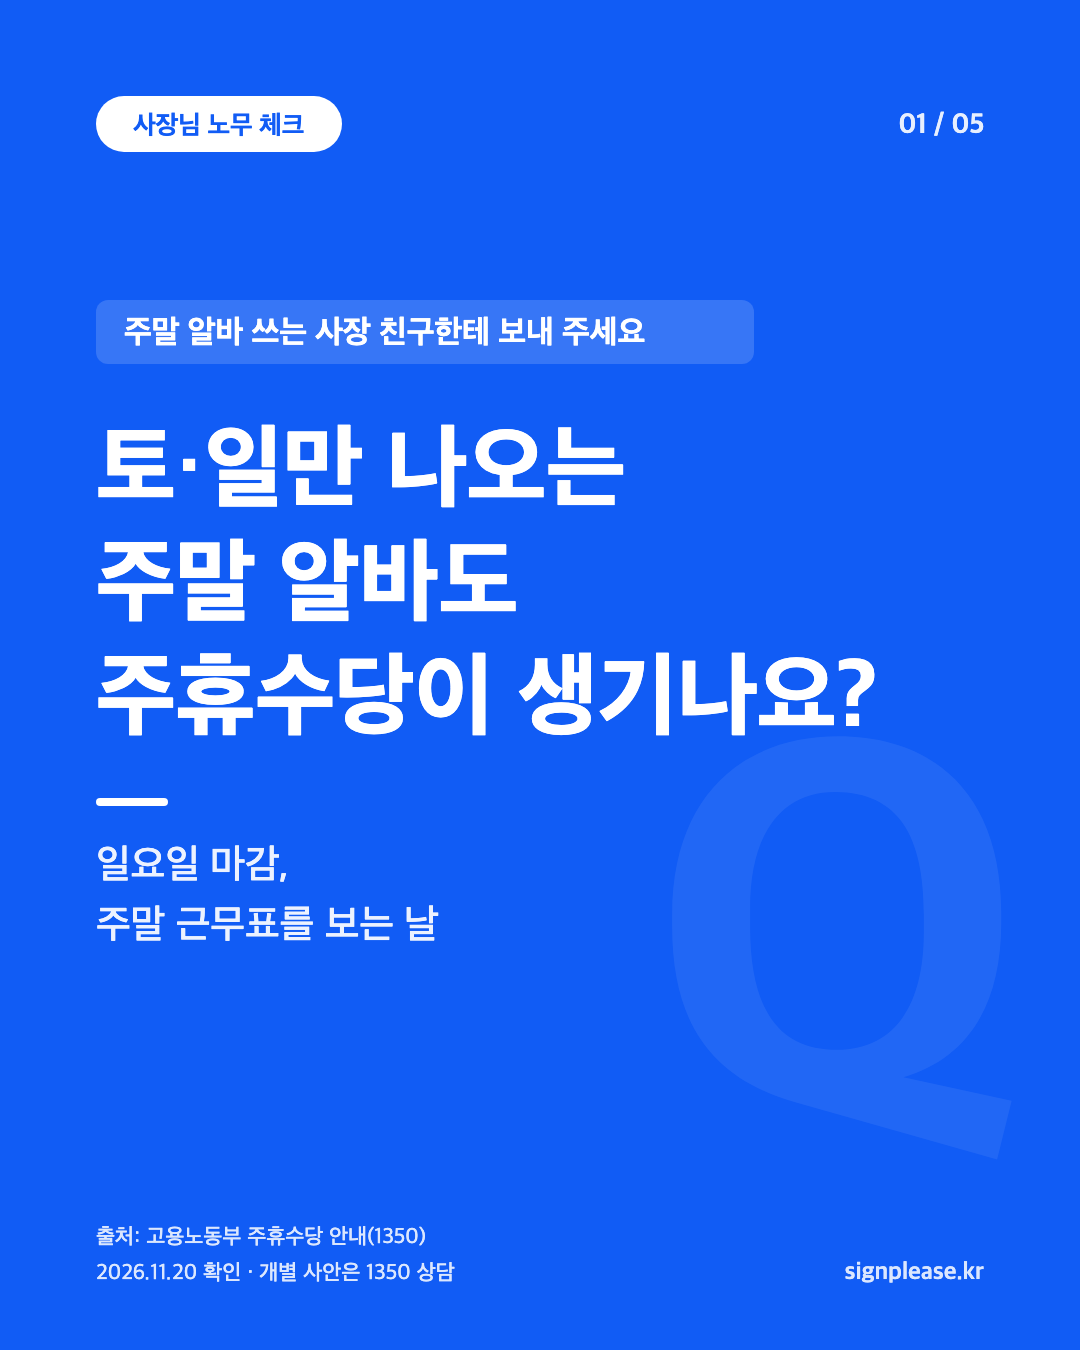 사장님 노무 체크
01 / 05
주말 알바 쓰는 사장 친구한테 보내 주세요
토·일만 나오는
주말 알바도
주휴수당이 생기나요?
일요일 마감,
주말 근무표를 보는 날
Q
출처: 고용노동부 주휴수당 안내(1350)
2026.11.20 확인 · 개별 사안은 1350 상담
signplease.kr